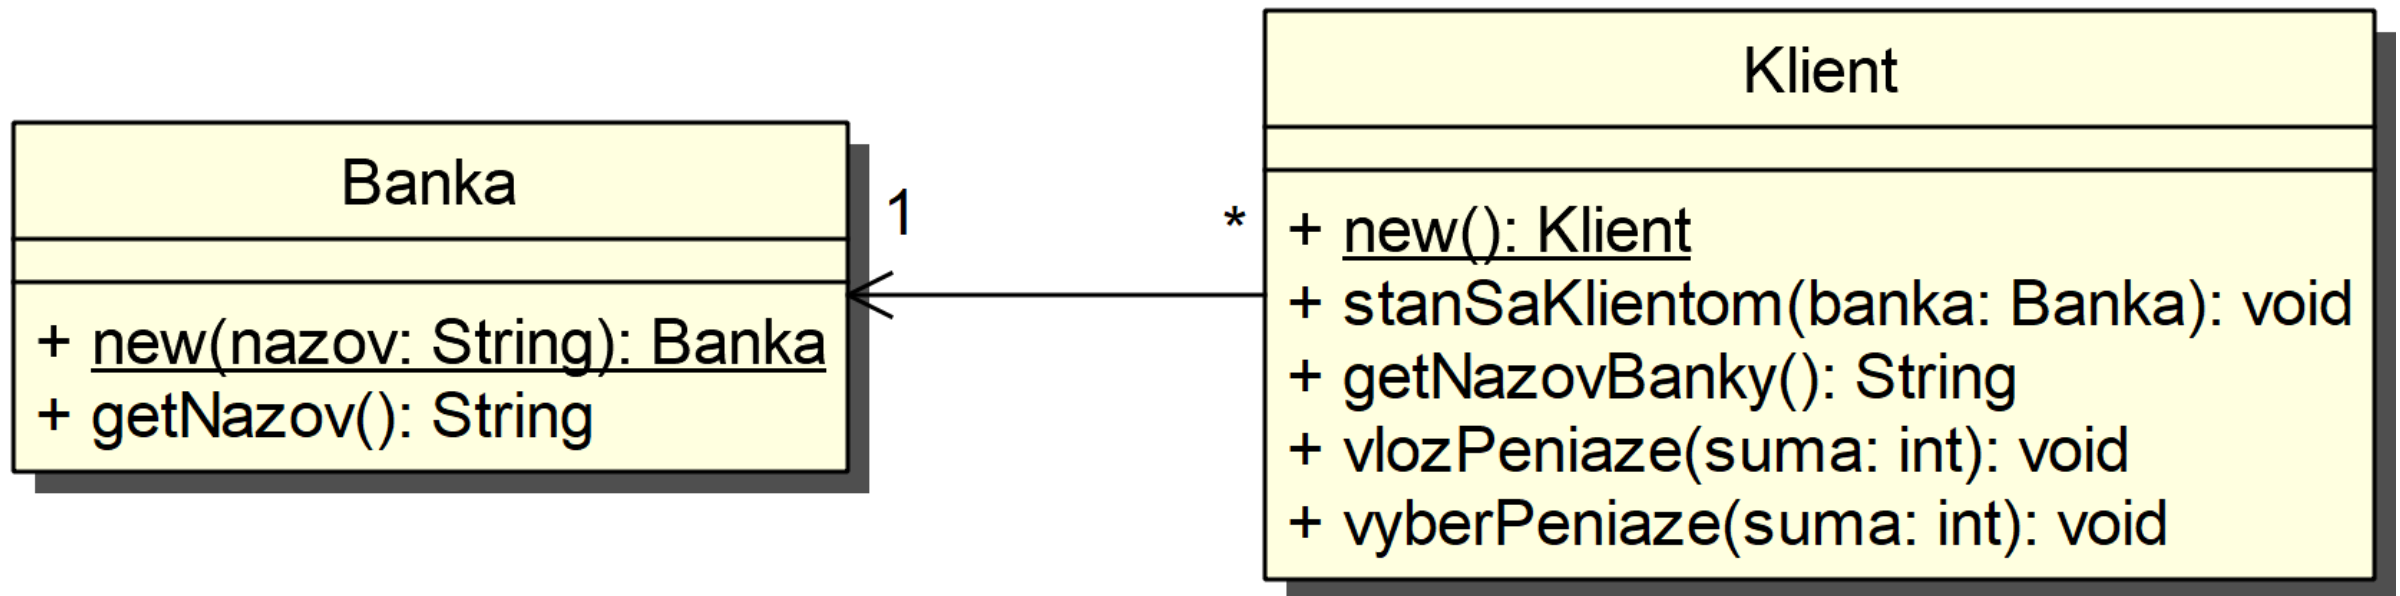 Banka
+ new(nazov: String): Banka
+ getNazov(): String
1
*
Klient
+ new(): Klient
+ stanSaKlientom(banka: Banka): void
+ getNazovBanky(): String
+ vlozPeniaze(suma: int): void
+ vyberPeniaze(suma: int): void